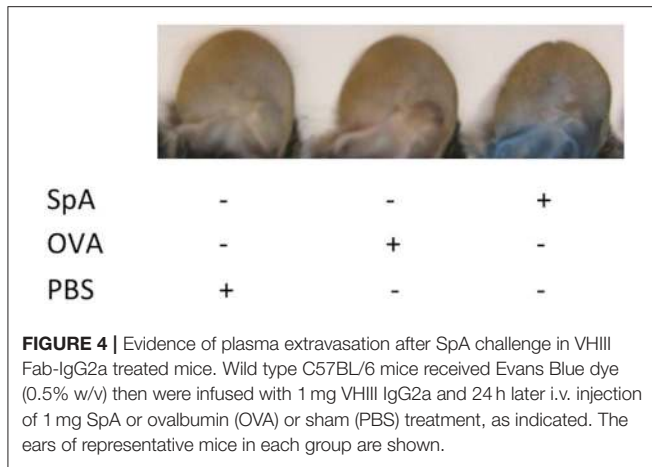 SpA - - +
OVA - + -
PBS + - -
FIGURE 4 | Evidence of plasma extravasation after SpA challenge in VHIII
Fab-IgG2a treated mice. Wild type C57BL/6 mice received Evans Blue dye
(0.5% w/v) then were infused with 1 mg VHIII IgG2a and 24 h later i.v. injection
of 1 mg SpA or ovalbumin (OVA) or sham (PBS) treatment, as indicated. The
ears of representative mice in each group are shown.